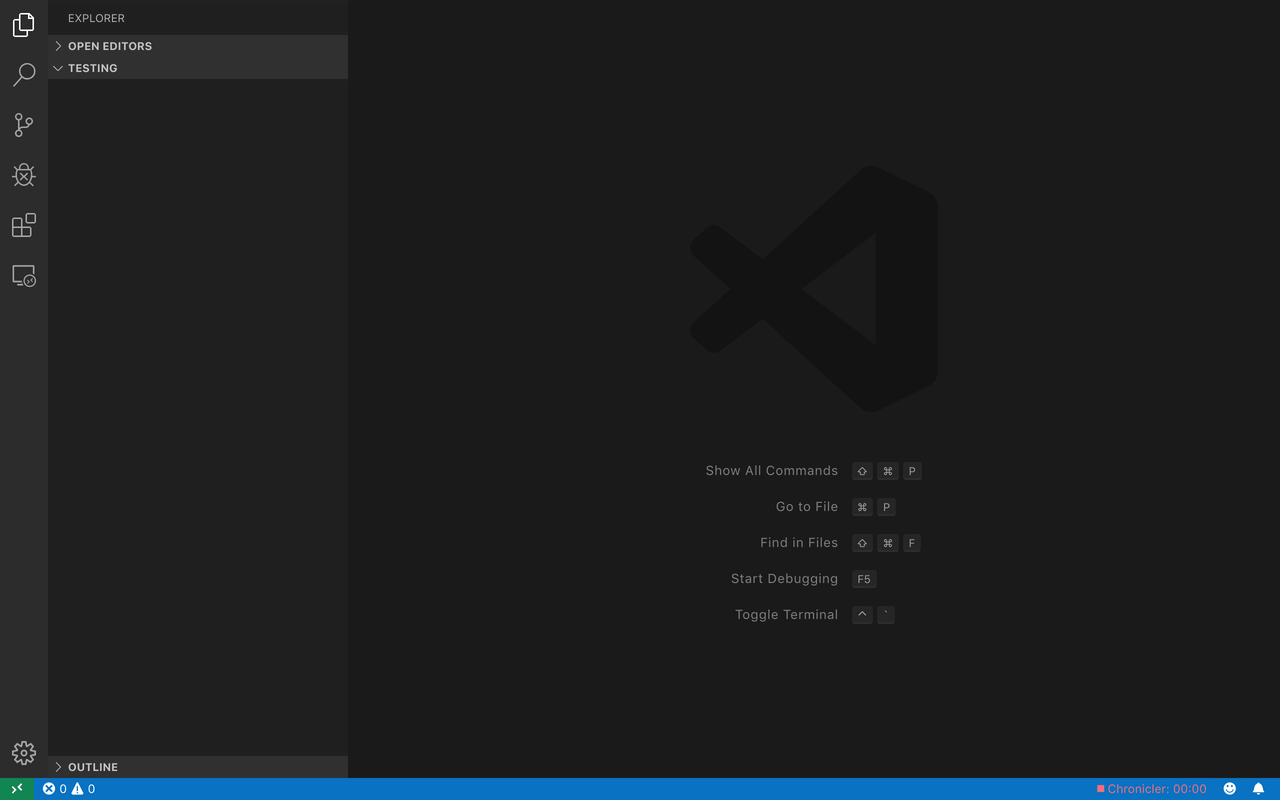 EXPLORER
OPEN EDITORS
TESTING
Show All Commands ⇧ ⌘ P
Go to File ⌘ P
Find in Files ⇧ ⌘ F
Start Debugging F5
Toggle Terminal ^ `
OUTLINE
0 0 Chronicler: 00:00